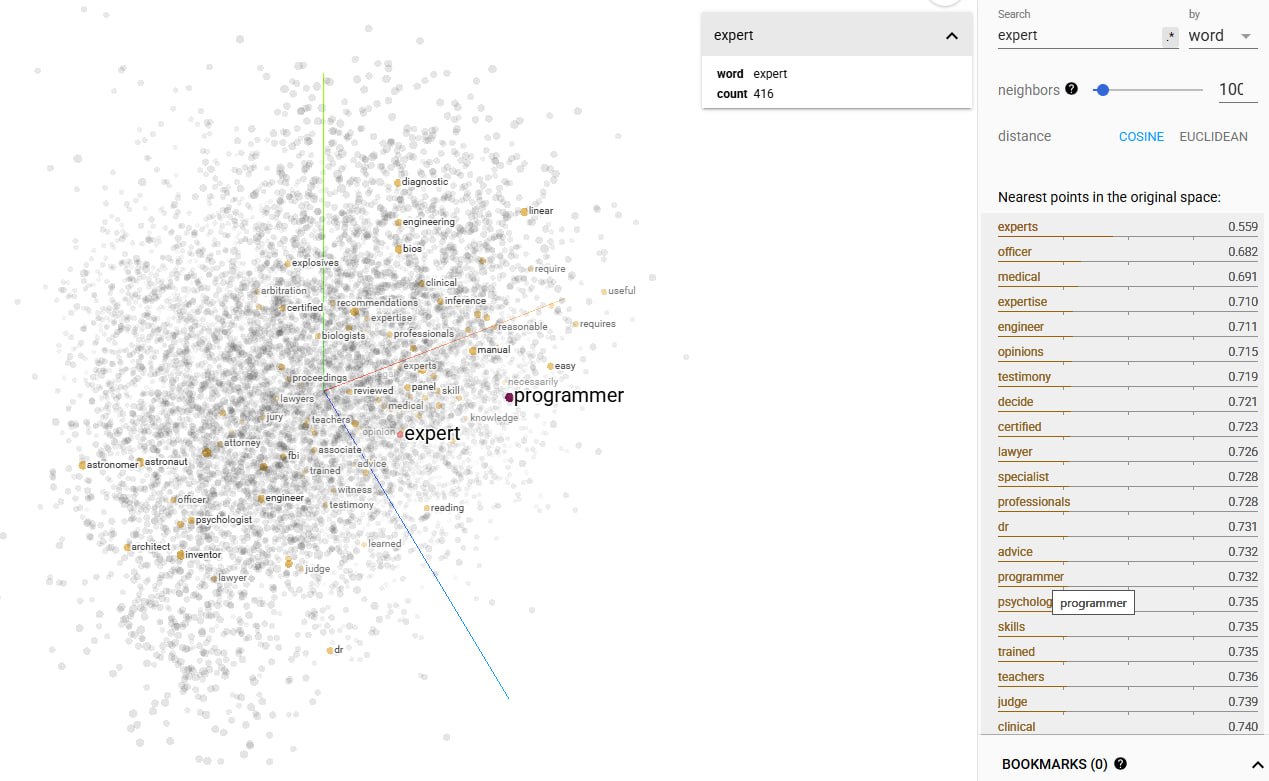 expert
word expert
count 416
diagnostic
linear
engineering
bios
explosives
require
clinical
arbitration
useful
recommendations
inference
certified
expertise
reasonable
requires
biologists
professionals
manual
experts
easy
proceedings
necessarily
reviewed
panel
skill
programmer
lawyers
medical
jury
teachers
knowledge
opinion
expert
attorney
associate
fbi
astronomer
astronaut
advice
trained
witness
officer
engineer
testimony
reading
psychologist
learned
architect
inventor
judge
lawyer
dr
Search
by
expert
.*
word
neighbors ?
100
distance
COSINE
EUCLIDEAN
Nearest points in the original space:
experts 0.559
officer 0.682
medical 0.691
expertise 0.710
engineer 0.711
opinions 0.715
testimony 0.719
decide 0.721
certified 0.723
lawyer 0.726
specialist 0.728
professionals 0.728
dr 0.731
advice 0.732
programmer 0.732
psycholog 0.735
programmer
skills 0.735
trained 0.735
teachers 0.736
judge 0.739
clinical 0.740
BOOKMARKS (0) ?